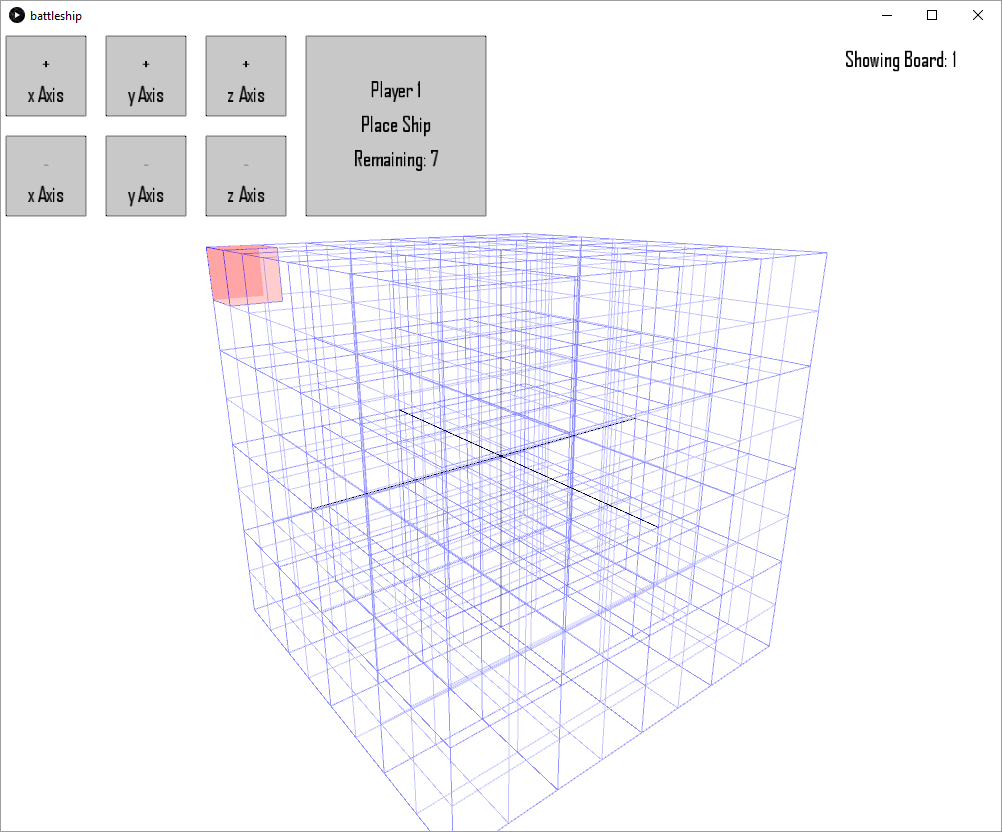 battleship
+
x Axis
+
y Axis
+
z Axis
Player 1
Place Ship
Remaining: 7
Showing Board: 1
-
x Axis
-
y Axis
-
z Axis